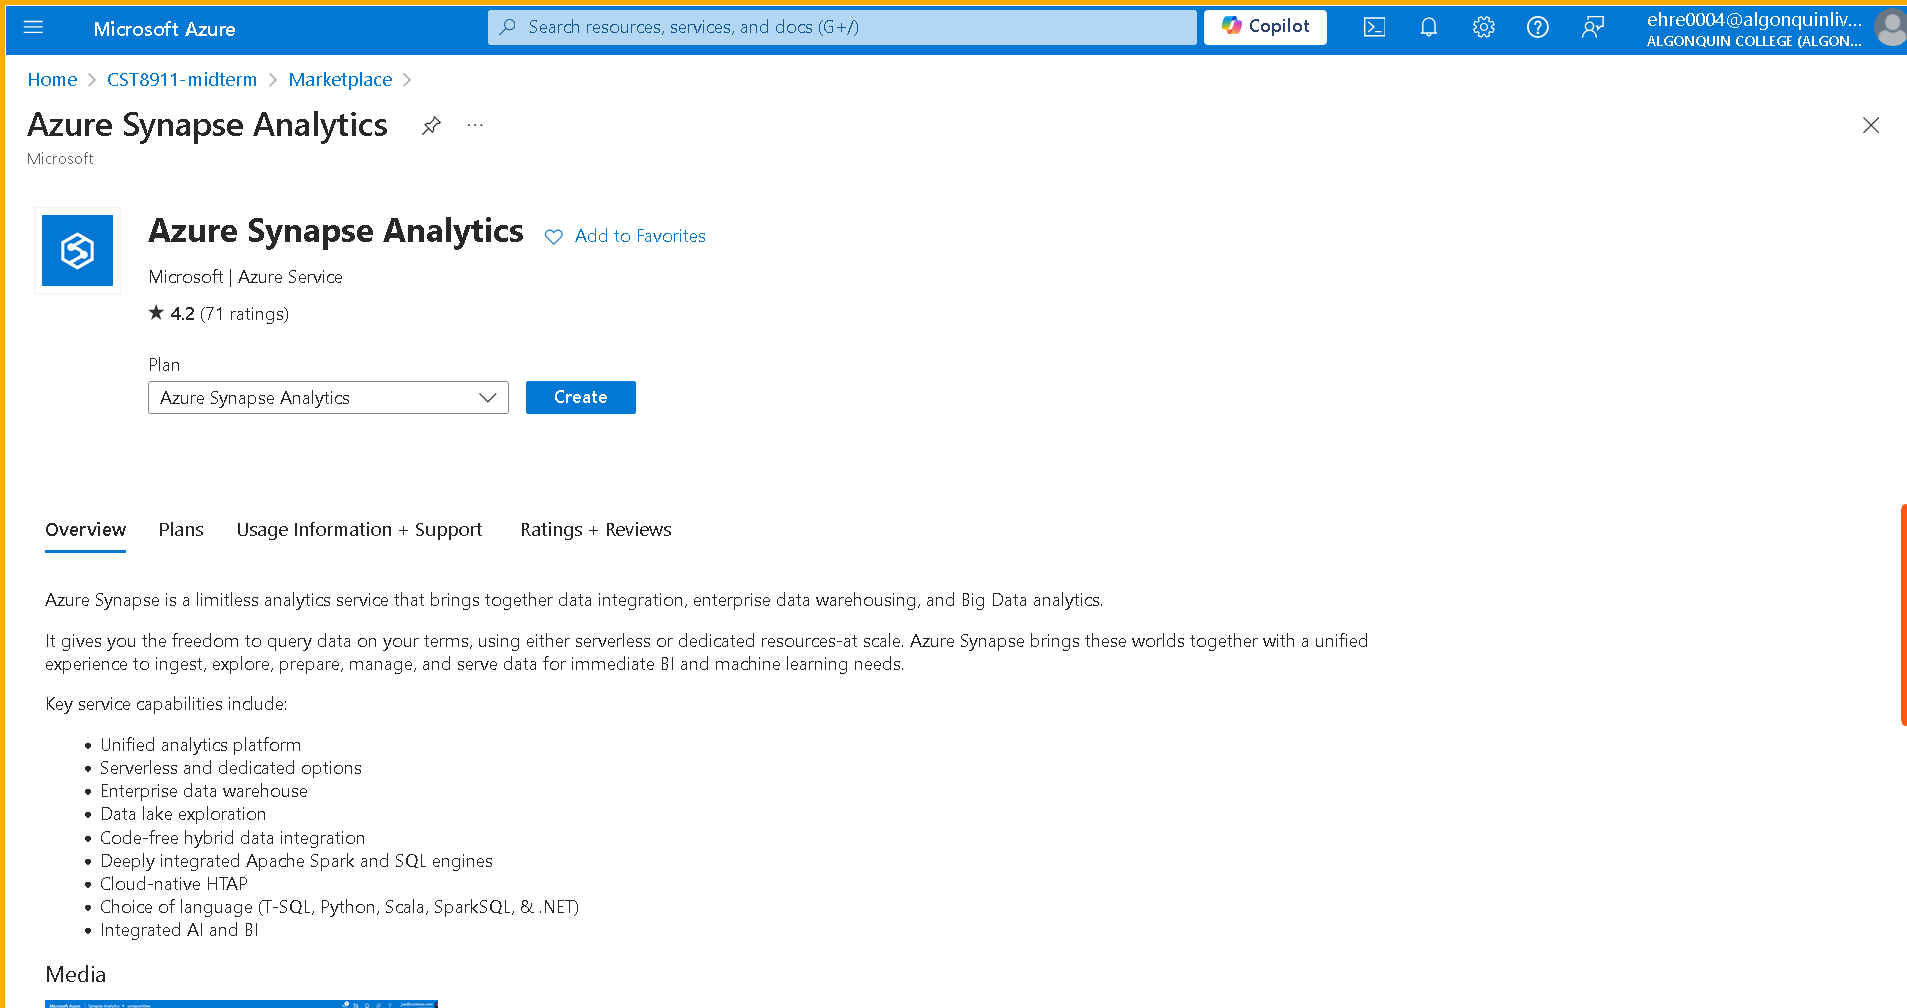 Microsoft Azure
Search resources, services, and docs (G+/)
Copilot
ehre0004@algonquinliv...
ALGONQUIN COLLEGE (ALGON...
Home > CST8911-midterm > Marketplace >
Azure Synapse Analytics
Microsoft
Azure Synapse Analytics
Add to Favorites
Microsoft | Azure Service
★ 4.2 (71 ratings)
Plan
Azure Synapse Analytics
Create
Overview
Plans
Usage Information + Support
Ratings + Reviews
Azure Synapse is a limitless analytics service that brings together data integration, enterprise data warehousing, and Big Data analytics.
It gives you the freedom to query data on your terms, using either serverless or dedicated resources-at scale. Azure Synapse brings these worlds together with a unified
experience to ingest, explore, prepare, manage, and serve data for immediate BI and machine learning needs.
Key service capabilities include:
• Unified analytics platform
• Serverless and dedicated options
• Enterprise data warehouse
• Data lake exploration
• Code-free hybrid data integration
• Deeply integrated Apache Spark and SQL engines
• Cloud-native HTAP
• Choice of language (T-SQL, Python, Scala, SparkSQL, & .NET)
• Integrated AI and BI
Media
Microsoft Azure
Synapse Analytics